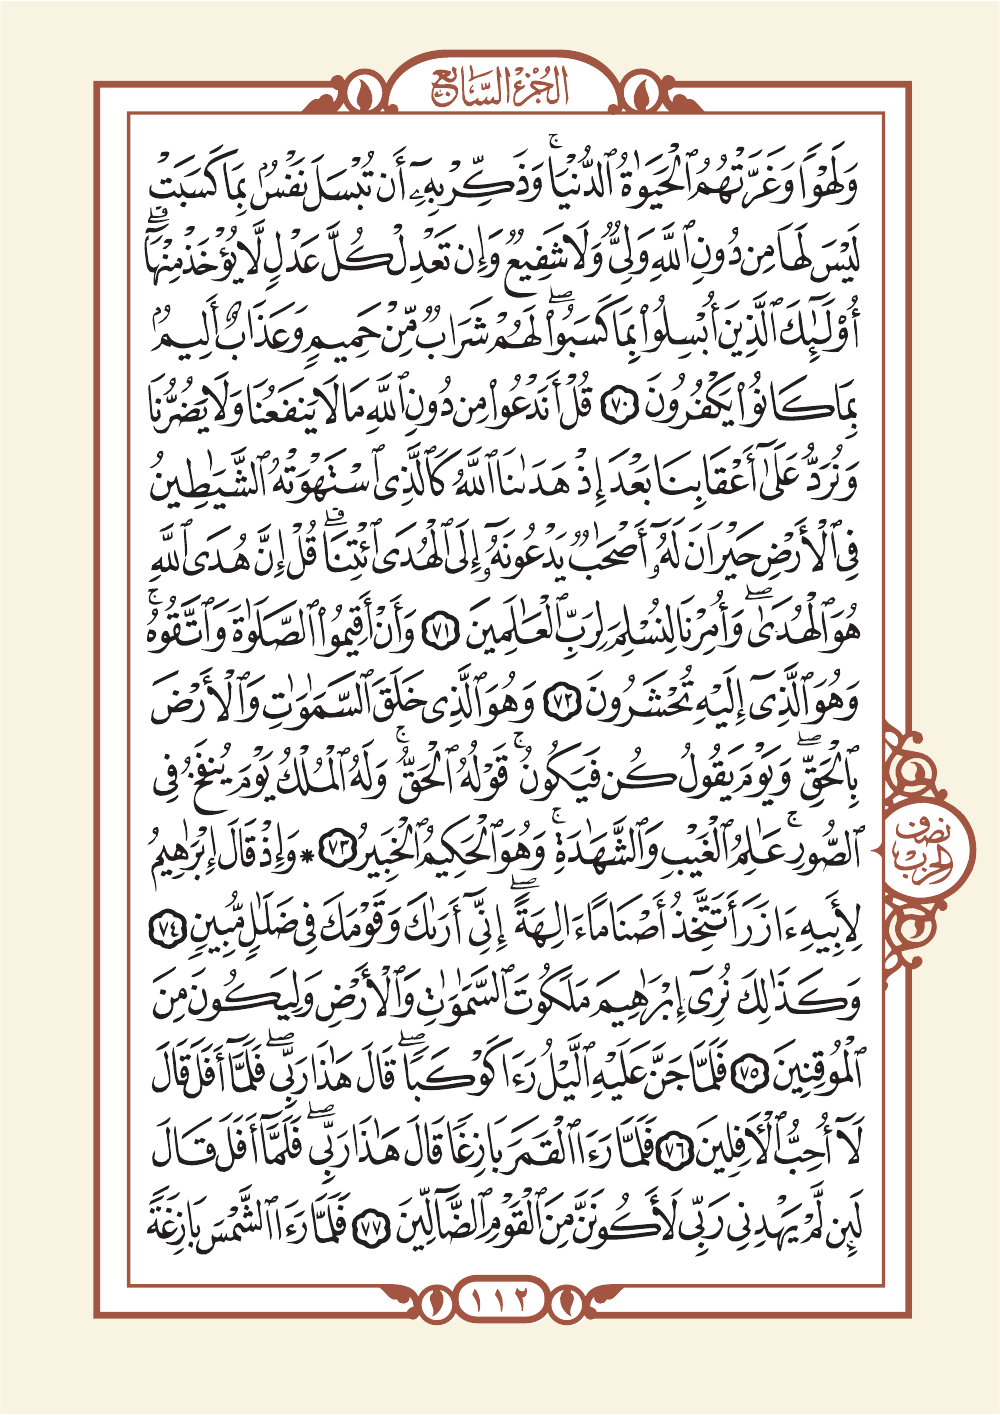 الجزء السابع
وَلَهْوًا وَغَرَّتْهُمُ ٱلْحَيَوٰةُ ٱلدُّنْيَا ۚ وَذَكِّرْ بِهِۦٓ أَن تُبْسَلَ نَفْسٌۢ بِمَا كَسَبَتْ
لَيْسَ لَهَا مِن دُونِ ٱللَّهِ وَلِىٌّ وَلَا شَفِيعٌ وَإِن تَعْدِلْ كُلَّ عَدْلٍ لَّا يُؤْخَذْ مِنْهَآ ۗ
أُو۟لَـٰٓئِكَ ٱلَّذِينَ أُبْسِلُوا۟ بِمَا كَسَبُوا۟ ۖ لَهُمْ شَرَابٌ مِّنْ حَمِيمٍ وَعَذَابٌ أَلِيمٌۢ
بِمَا كَانُوا۟ يَكْفُرُونَ ٧٠ قُلْ أَنَدْعُوا۟ مِن دُونِ ٱللَّهِ مَا لَا يَنفَعُنَا وَلَا يَضُرُّنَا
وَنُرَدُّ عَلَىٰٓ أَعْقَابِنَا بَعْدَ إِذْ هَدَىٰنَا ٱللَّهُ كَٱلَّذِى ٱسْتَهْوَتْهُ ٱلشَّيَـٰطِينُ
فِى ٱلْأَرْضِ حَيْرَانَ لَهُۥٓ أَصْحَـٰبٌ يَدْعُونَهُۥٓ إِلَى ٱلْهُدَى ٱئْتِنَا ۗ قُلْ إِنَّ هُدَى ٱللَّهِ
هُوَ ٱلْهُدَىٰ ۖ وَأُمِرْنَا لِنُسْلِمَ لِرَبِّ ٱلْعَـٰلَمِينَ ٧١ وَأَنْ أَقِيمُوا۟ ٱلصَّلَوٰةَ وَٱتَّقُوهُ ۚ
وَهُوَ ٱلَّذِىٓ إِلَيْهِ تُحْشَرُونَ ٧٢ وَهُوَ ٱلَّذِى خَلَقَ ٱلسَّمَـٰوَٰتِ وَٱلْأَرْضَ
بِٱلْحَقِّ ۖ وَيَوْمَ يَقُولُ كُن فَيَكُونُ ۚ قَوْلُهُ ٱلْحَقُّ ۚ وَلَهُ ٱلْمُلْكُ يَوْمَ يُنفَخُ فِى
ٱلصُّورِ ۚ عَـٰلِمُ ٱلْغَيْبِ وَٱلشَّهَـٰدَةِ ۚ وَهُوَ ٱلْحَكِيمُ ٱلْخَبِيرُ ٧٣ * وَإِذْ قَالَ إِبْرَٰهِيمُ
نصف
الحزب
لِأَبِيهِ ءَازَرَ أَتَتَّخِذُ أَصْنَامًا ءَالِهَةً ۖ إِنِّىٓ أَرَىٰكَ وَقَوْمَكَ فِى ضَلَـٰلٍ مُّبِينٍ ٧٤
وَكَذَٰلِكَ نُرِىٓ إِبْرَٰهِيمَ مَلَكُوتَ ٱلسَّمَـٰوَٰتِ وَٱلْأَرْضِ وَلِيَكُونَ مِنَ
ٱلْمُوقِنِينَ ٧٥ فَلَمَّا جَنَّ عَلَيْهِ ٱلَّيْلُ رَءَا كَوْكَبًا ۖ قَالَ هَـٰذَا رَبِّى ۖ فَلَمَّآ أَفَلَ قَالَ
لَآ أُحِبُّ ٱلْـَٔافِلِينَ ٧٦ فَلَمَّا رَءَا ٱلْقَمَرَ بَازِغًا قَالَ هَـٰذَا رَبِّى ۖ فَلَمَّآ أَفَلَ قَالَ
لَئِن لَّمْ يَهْدِنِى رَبِّى لَأَكُونَنَّ مِنَ ٱلْقَوْمِ ٱلضَّآلِّينَ ٧٧ فَلَمَّا رَءَا ٱلشَّمْسَ بَازِغَةً
١١٢